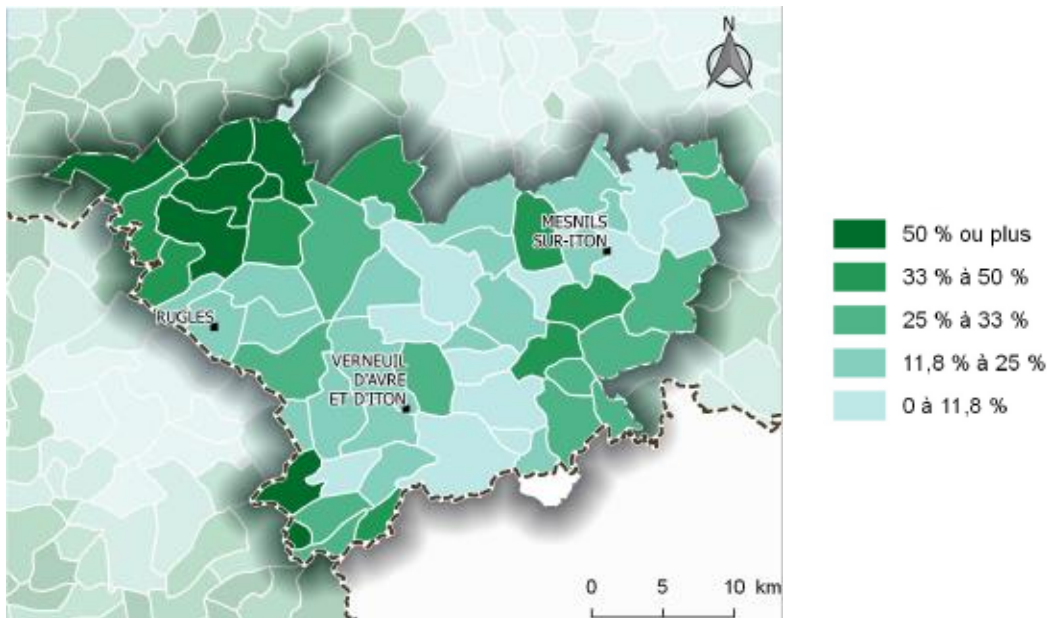 N
MESNILS
SUR-ITON
RUGLES
VERNEUIL
D'AVRE
ET D'ITON
0 5 10 km
50 % ou plus
33 % à 50 %
25 % à 33 %
11,8 % à 25 %
0 à 11,8 %